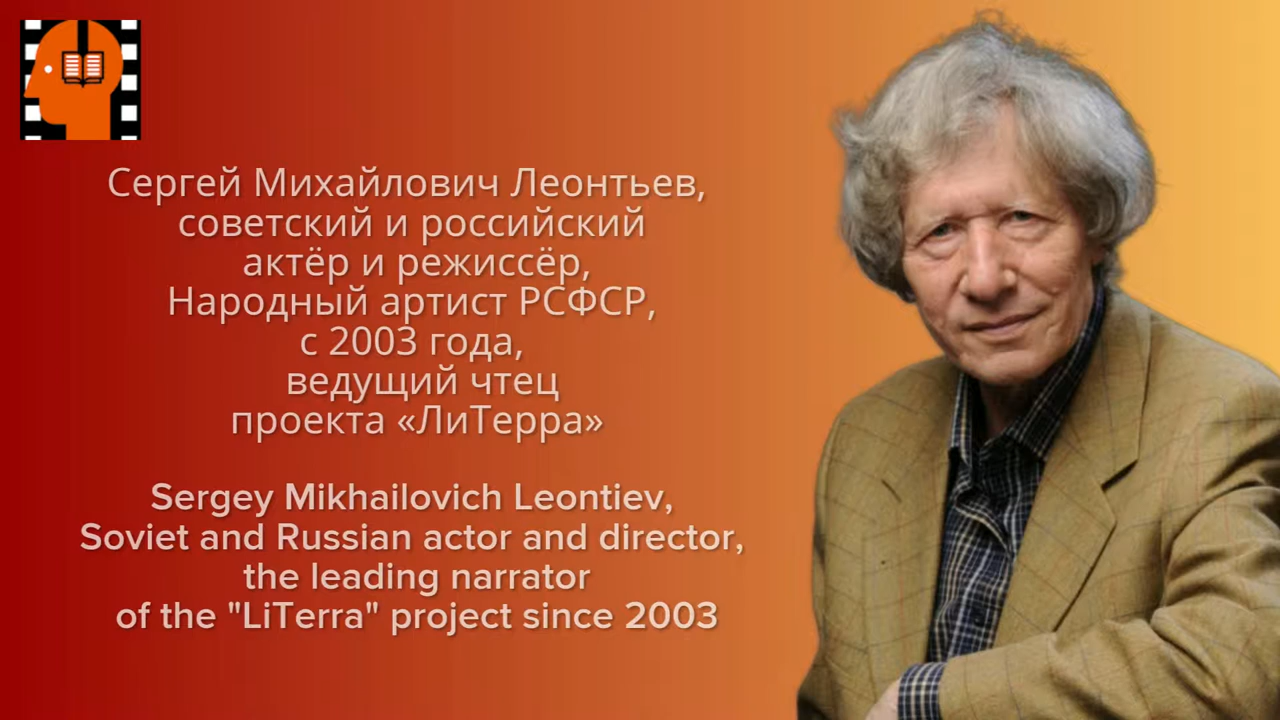 Сергей Михайлович Леонтьев,
советский и российский
актёр и режиссёр,
Народный артист РСФСР,
с 2003 года,
ведущий чтец
проекта «ЛиТерра»
Sergey Mikhailovich Leontiev,
Soviet and Russian actor and director,
the leading narrator
of the "LiTerra" project since 2003